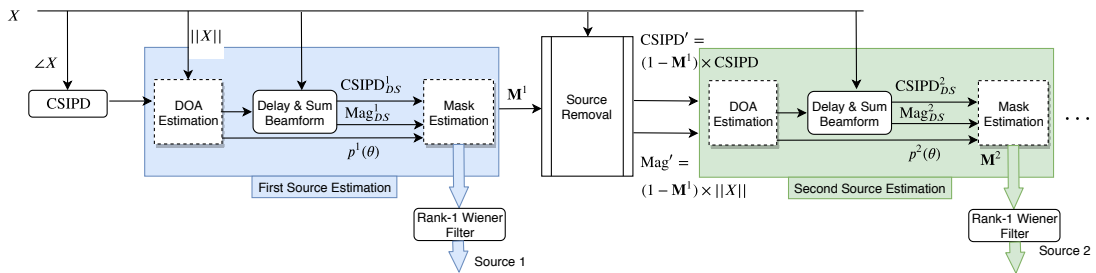 X
||X||
∠X
CSIPD
DOA
Estimation
Delay & Sum
Beamform
CSIPD¹_DS
Mag¹_DS
p¹(θ)
Mask
Estimation
First Source Estimation
Rank-1 Wiener
Filter
Source 1
M¹
Source
Removal
CSIPD′ =
(1 − M¹) × CSIPD
Mag′ =
(1 − M¹) × ||X||
DOA
Estimation
Delay & Sum
Beamform
CSIPD²_DS
Mag²_DS
p²(θ)
Mask
Estimation
M²
Second Source Estimation
Rank-1 Wiener
Filter
Source 2
...